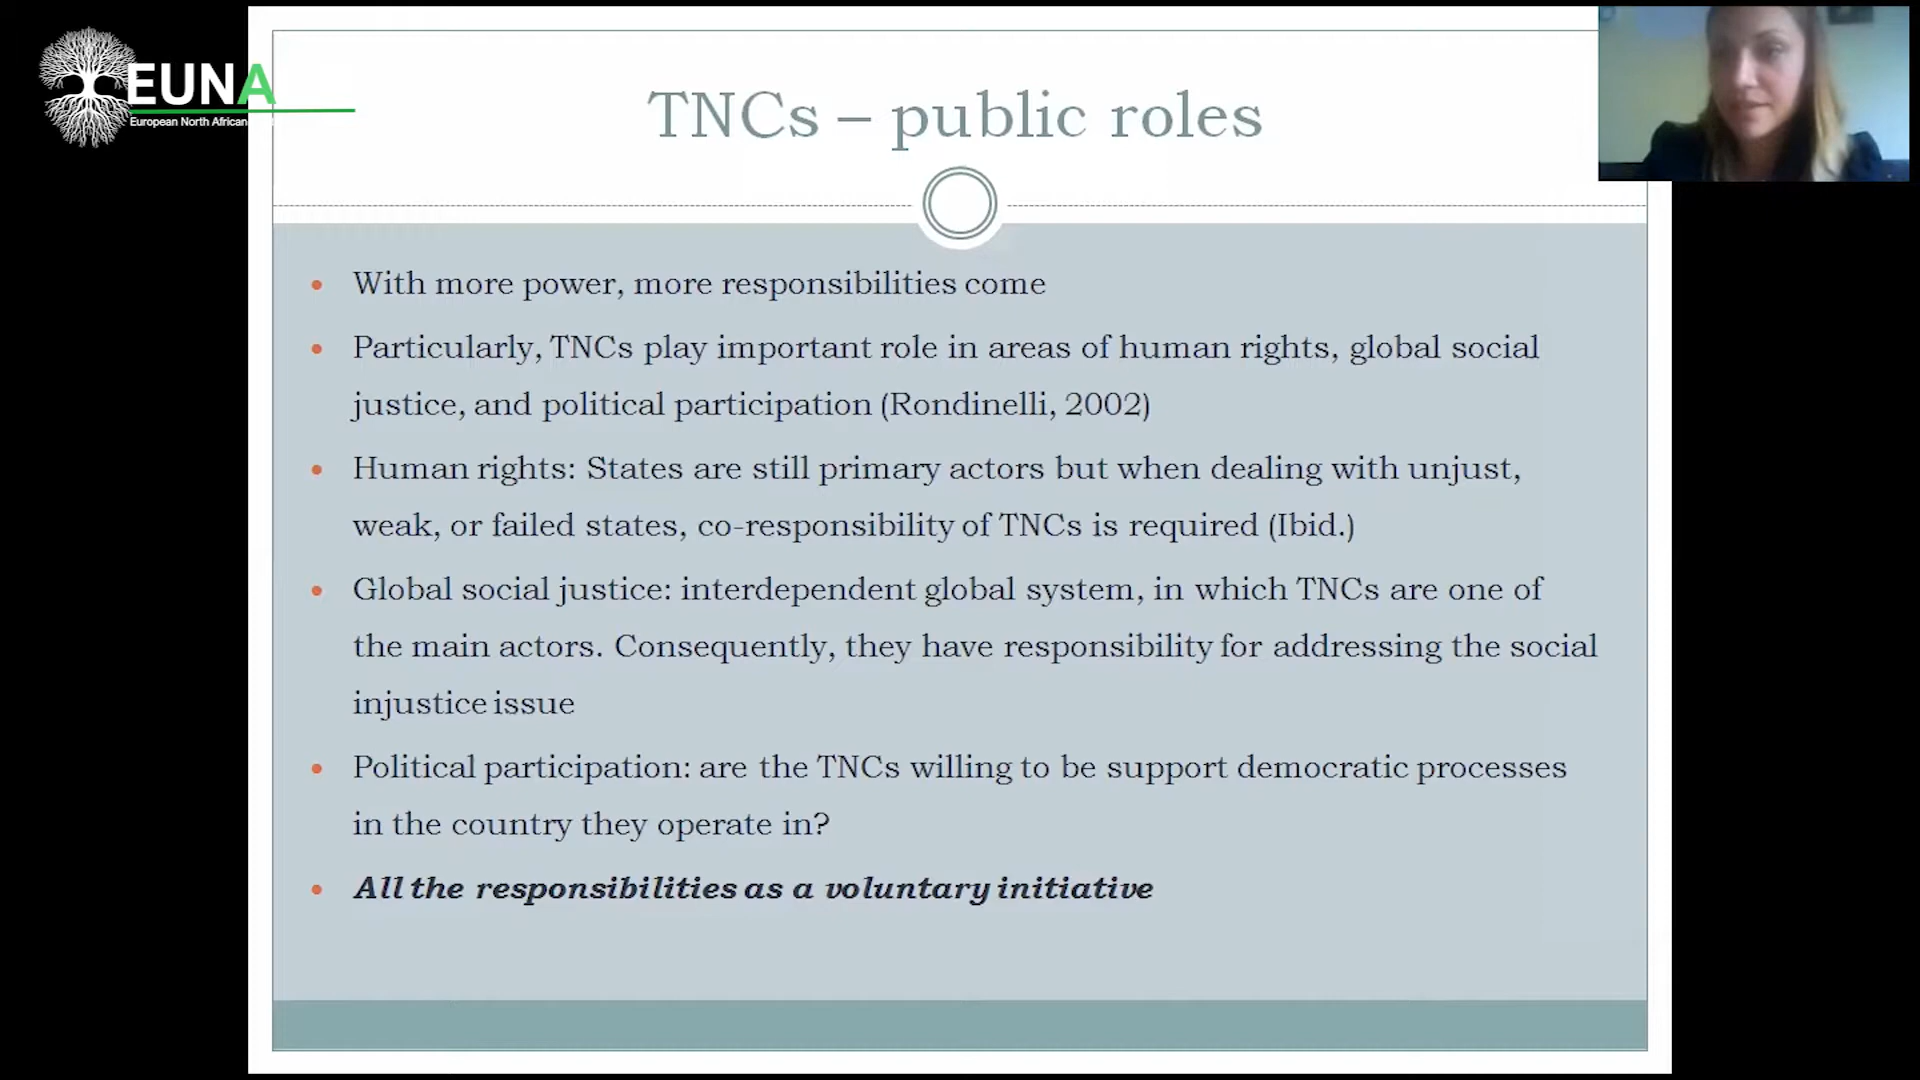 EUNA
European North African
TNCs – public roles
• With more power, more responsibilities come
• Particularly, TNCs play important role in areas of human rights, global social
justice, and political participation (Rondinelli, 2002)
• Human rights: States are still primary actors but when dealing with unjust,
weak, or failed states, co-responsibility of TNCs is required (Ibid.)
• Global social justice: interdependent global system, in which TNCs are one of
the main actors. Consequently, they have responsibility for addressing the social
injustice issue
• Political participation: are the TNCs willing to be support democratic processes
in the country they operate in?
• All the responsibilities as a voluntary initiative